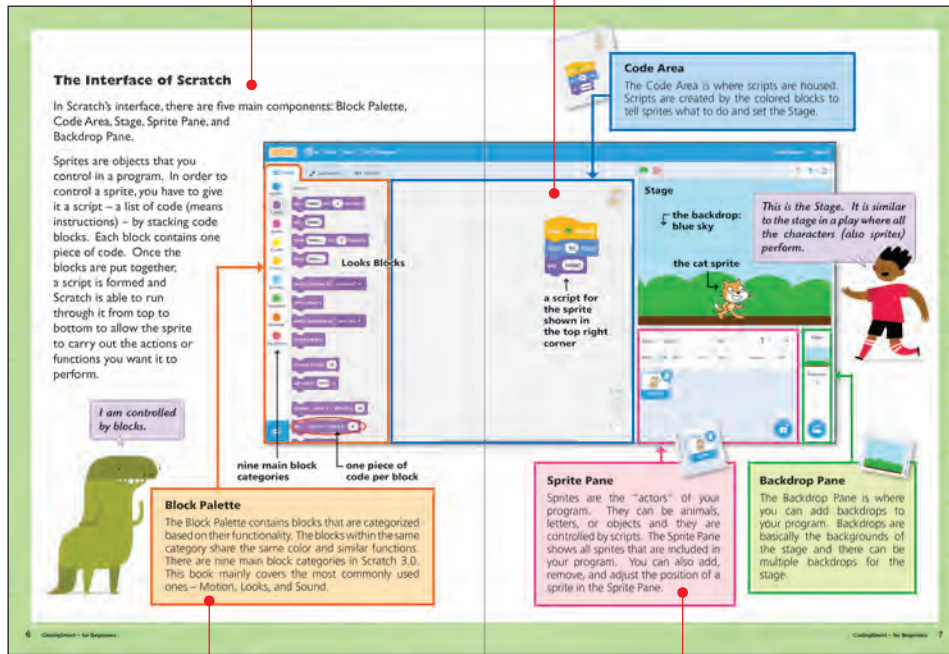 The Interface of Scratch
In Scratch's interface, there are five main components: Block Palette,
Code Area, Stage, Sprite Pane, and
Backdrop Pane.
Sprites are objects that you
control in a program. In order to
control a sprite, you have to give
it a script – a list of code (means
instructions) – by stacking code
blocks. Each block contains one
piece of code. Once the
blocks are put together,
a script is formed and
Scratch is able to run
through it from top to
bottom to allow the sprite
to carry out the actions or
functions you want it to
perform.
I am controlled
by blocks.
Code Area
The Code Area is where scripts are housed.
Scripts are created by the colored blocks to
tell sprites what to do and set the Stage.
Looks Blocks
a script for
the sprite
shown in
the top right
corner
Stage
the backdrop:
blue sky
the cat sprite
This is the Stage. It is similar
to the stage in a play where all
the characters (also sprites)
perform.
nine main block
categories
one piece of
code per block
Block Palette
The Block Palette contains blocks that are categorized
based on their functionality. The blocks within the same
category share the same color and similar functions.
There are nine main block categories in Scratch 3.0.
This book mainly covers the most commonly used
ones – Motion, Looks, and Sound.
Sprite Pane
Sprites are the "actors" of your
program. They can be animals,
letters, or objects and they are
controlled by scripts. The Sprite Pane
shows all sprites that are included in
your program. You can also add,
remove, and adjust the position of a
sprite in the Sprite Pane.
Backdrop Pane
The Backdrop Pane is where
you can add backdrops to
your program. Backdrops are
basically the backgrounds of
the stage and there can be
multiple backdrops for the
stage.
6 CodingSmart – for Beginners
CodingSmart – for Beginners 7